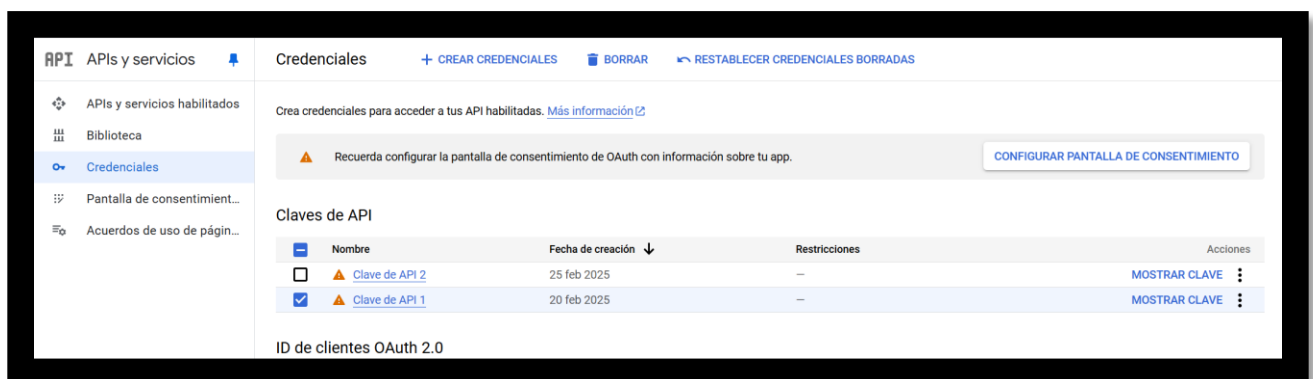 API APIs y servicios
Credenciales
+ CREAR CREDENCIALES
BORRAR
RESTABLECER CREDENCIALES BORRADAS
APIs y servicios habilitados
Biblioteca
Credenciales
Pantalla de consentimient...
Acuerdos de uso de págin...
Crea credenciales para acceder a tus API habilitadas. Más información
Recuerda configurar la pantalla de consentimiento de OAuth con información sobre tu app.
CONFIGURAR PANTALLA DE CONSENTIMIENTO
Claves de API
Nombre Fecha de creación Restricciones Acciones
Clave de API 2 25 feb 2025 — MOSTRAR CLAVE
Clave de API 1 20 feb 2025 — MOSTRAR CLAVE
ID de clientes OAuth 2.0